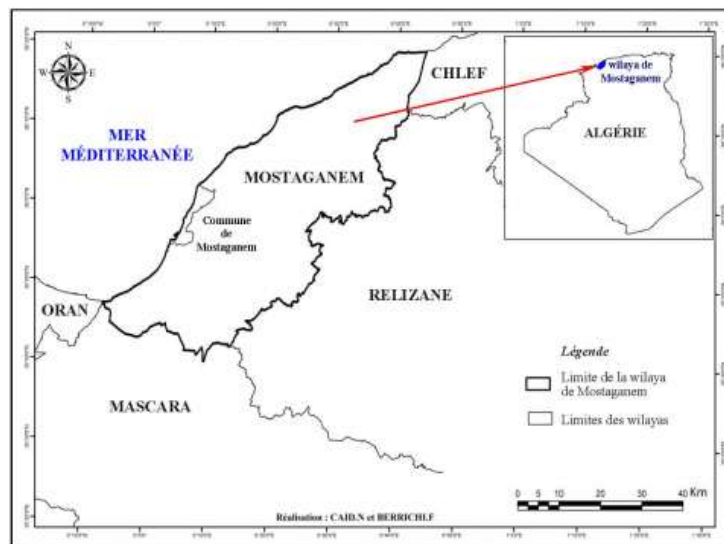 N
W E
S
MER
MÉDITERRANÉE
CHLEF
wilaya de
Mostaganem
ALGÉRIE
MOSTAGANEM
Commune
de
Mostaganem
ORAN
RELIZANE
MASCARA
Légende
Limite de la wilaya
de Mostaganem
Limites des wilayas
0 5 10 20 30 40 Km
Réalisation : CAID.N et BERRICHI.F